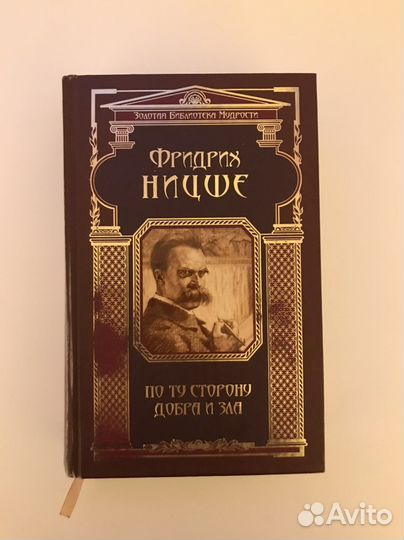 Золотая Библиотека Мудрости
Фридрих
Ницше
По ту сторону
добра и зла
Avito